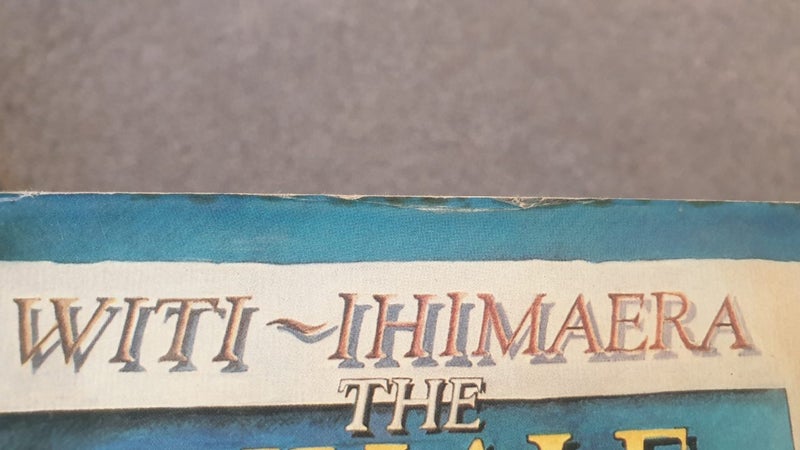 WITI ~ IHIMAERA
THE